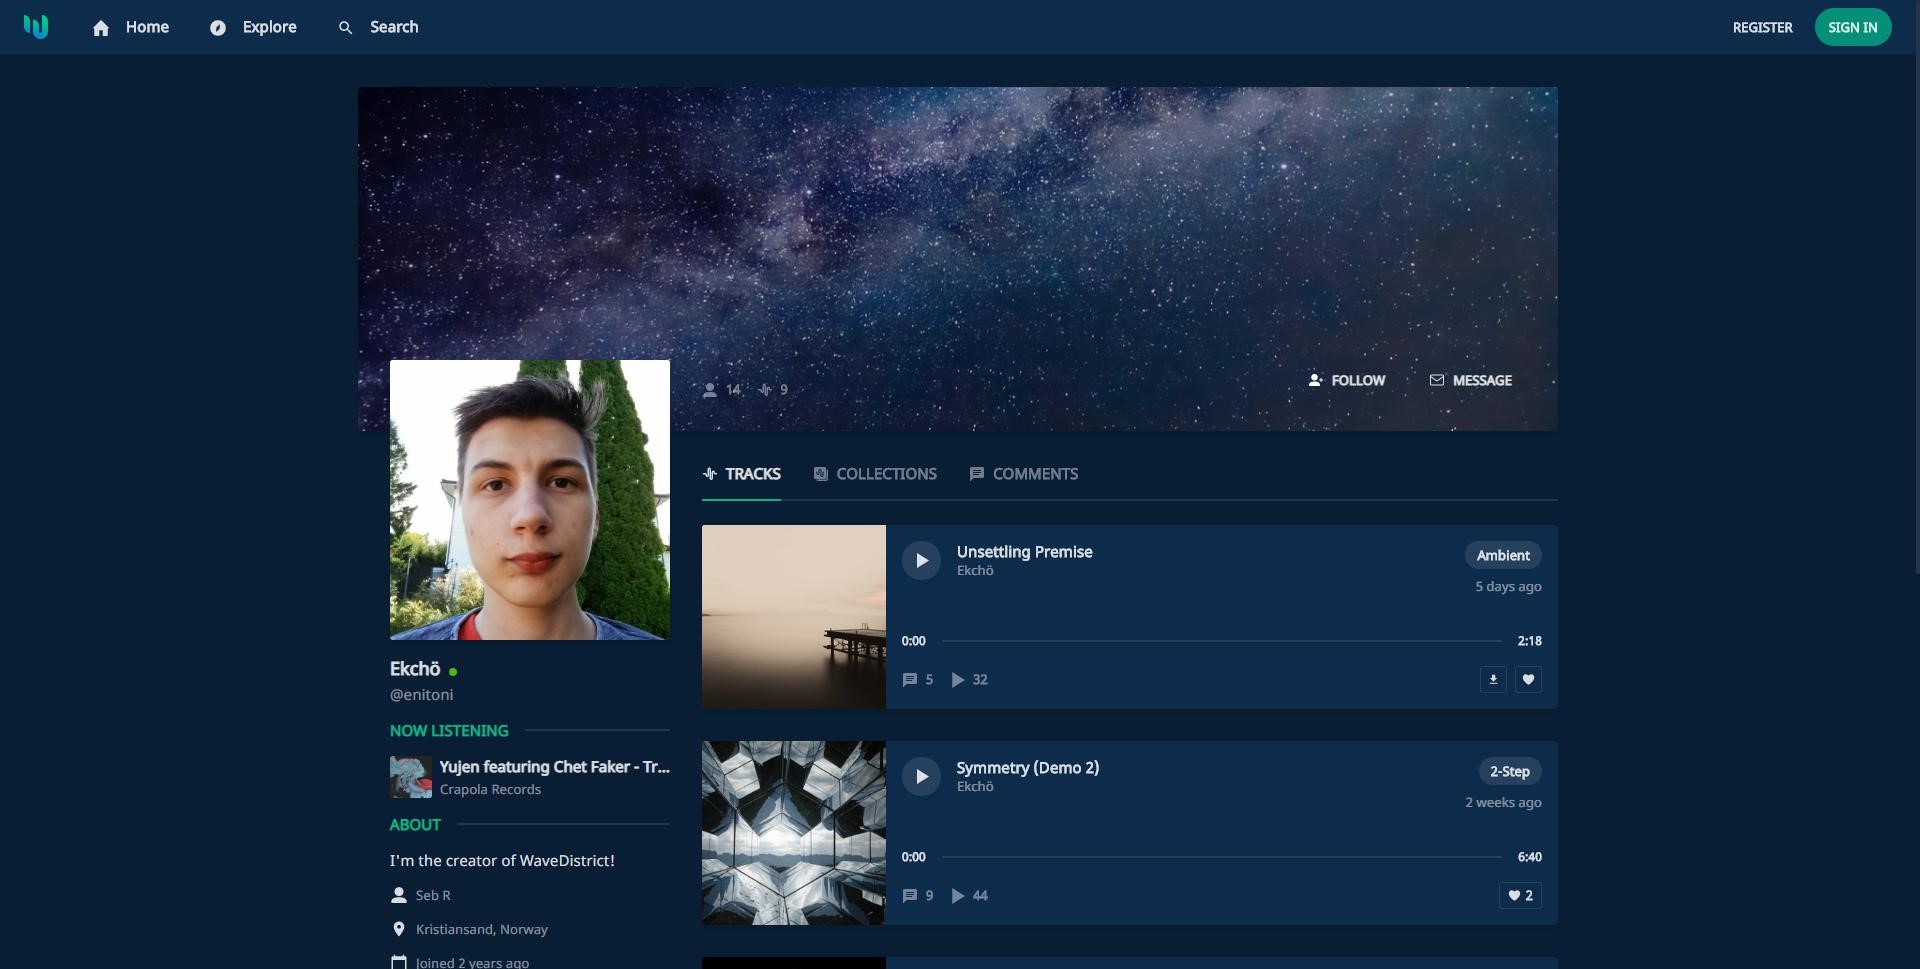 Home
Explore
Search
REGISTER
SIGN IN
14
9
FOLLOW
MESSAGE
Ekchö
@enitoni
NOW LISTENING
Yujen featuring Chet Faker - Tr...
Crapola Records
ABOUT
I'm the creator of WaveDistrict!
Seb R
Kristiansand, Norway
Joined 2 years ago
TRACKS
COLLECTIONS
COMMENTS
Unsettling Premise
Ekchö
Ambient
5 days ago
0:00
2:18
5
32
Symmetry (Demo 2)
Ekchö
2-Step
2 weeks ago
0:00
6:40
9
44
2